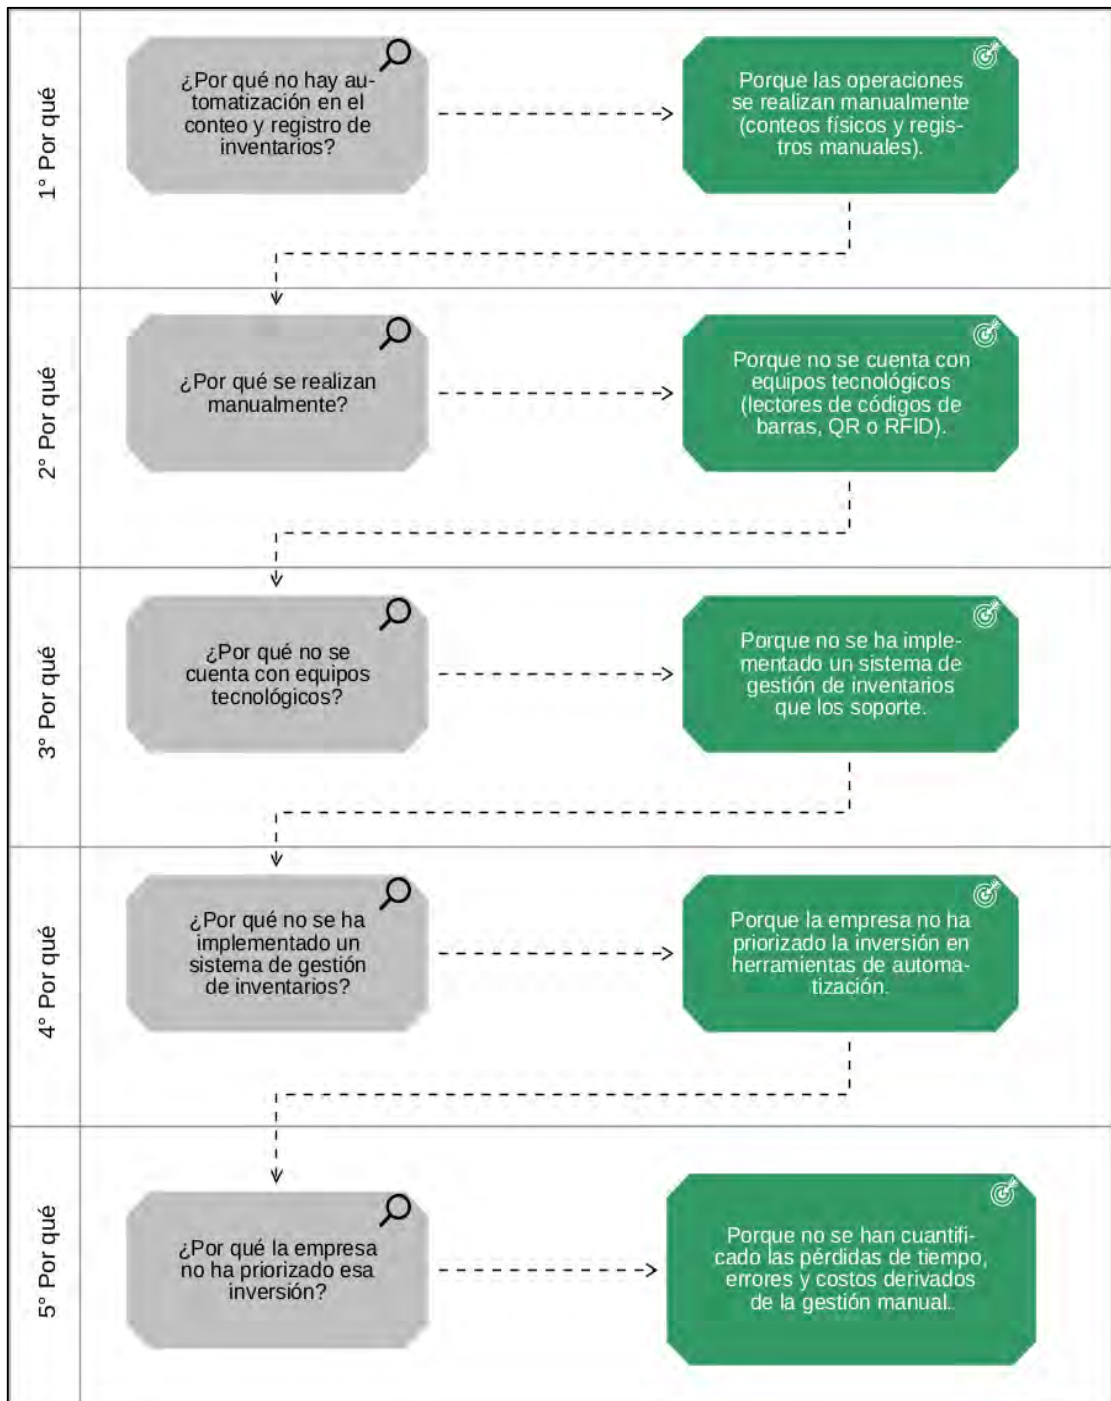 1° Por qué
¿Por qué no hay au-
tomatización en el
conteo y registro de
inventarios?
Porque las operaciones
se realizan manualmente
(conteos físicos y regis-
tros manuales).
2° Por qué
¿Por qué se realizan
manualmente?
Porque no se cuenta con
equipos tecnológicos
(lectores de códigos de
barras, QR o RFID).
3° Por qué
¿Por qué no se
cuenta con equipos
tecnológicos?
Porque no se ha imple-
mentado un sistema de
gestión de inventarios
que los soporte.
4° Por qué
¿Por qué no se ha
implementado un
sistema de gestión
de inventarios?
Porque la empresa no ha
priorizado la inversión en
herramientas de automa-
tización.
5° Por qué
¿Por qué la empresa
no ha priorizado esa
inversión?
Porque no se han cuantifi-
cado las pérdidas de tiempo,
errores y costos derivados
de la gestión manual.